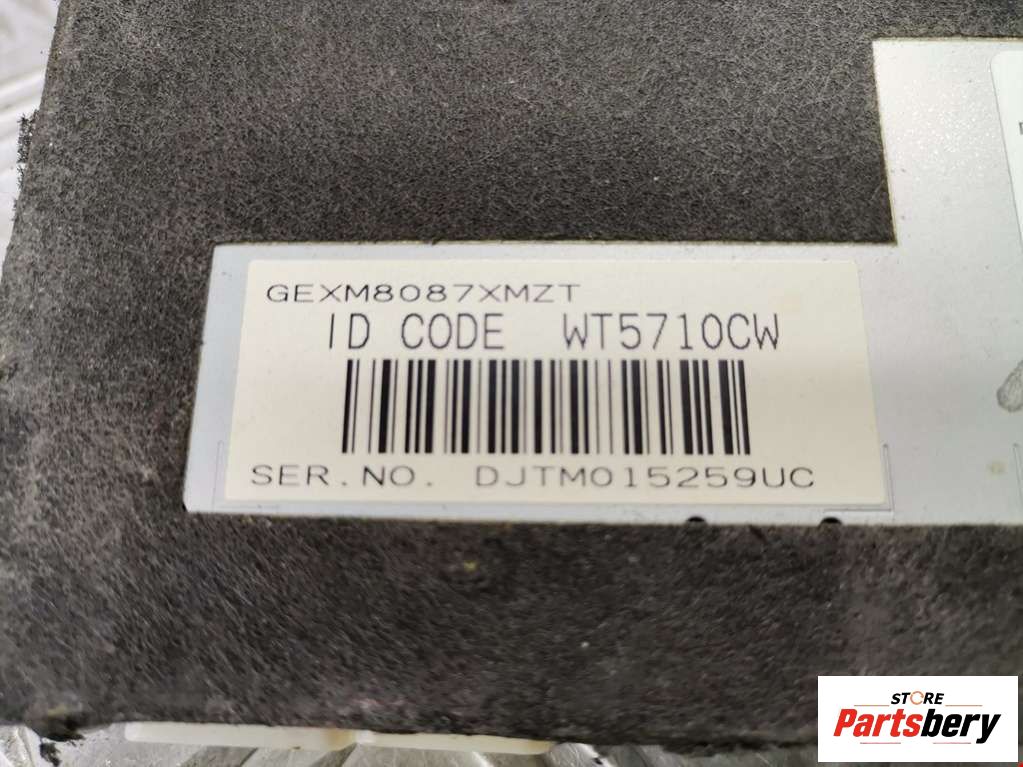 GEXM8087XMZT
ID CODE WT5710CW
SER.NO. DJTM015259UC
STORE
Partsbery